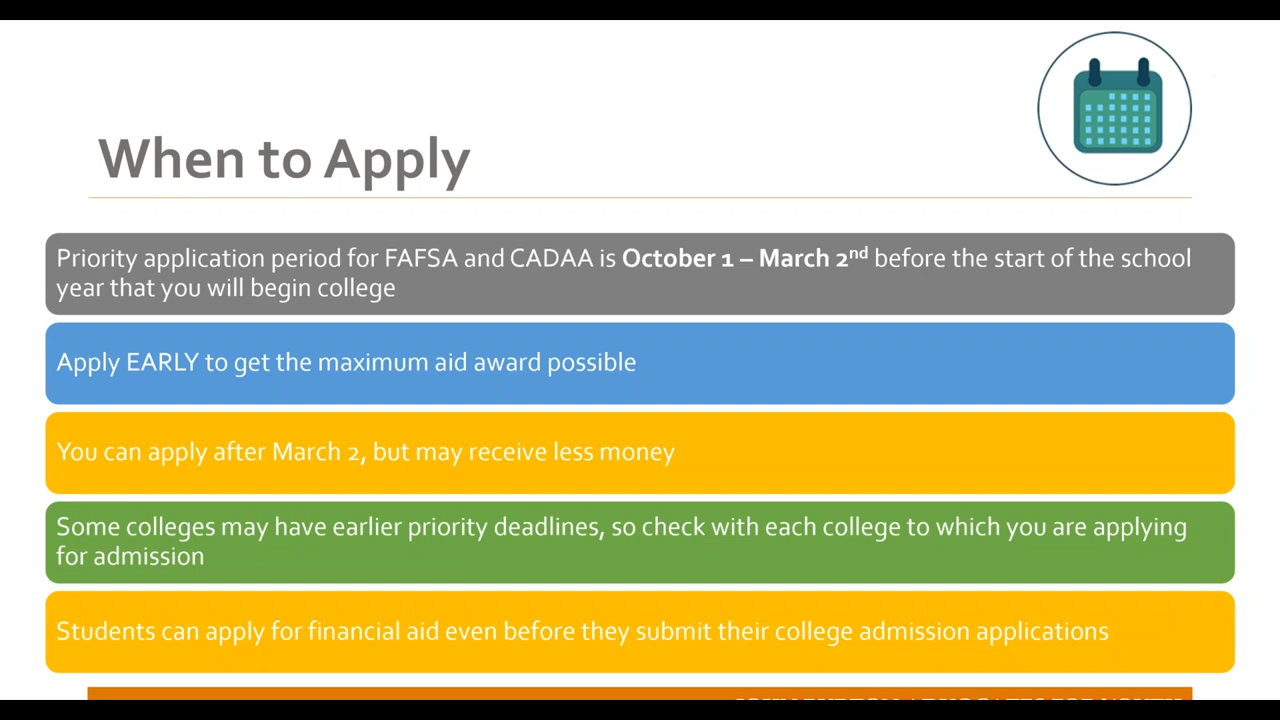 When to Apply
Priority application period for FAFSA and CADAA is October 1 – March 2nd before the start of the school
year that you will begin college
Apply EARLY to get the maximum aid award possible
You can apply after March 2, but may receive less money
Some colleges may have earlier priority deadlines, so check with each college to which you are applying
for admission
Students can apply for financial aid even before they submit their college admission applications